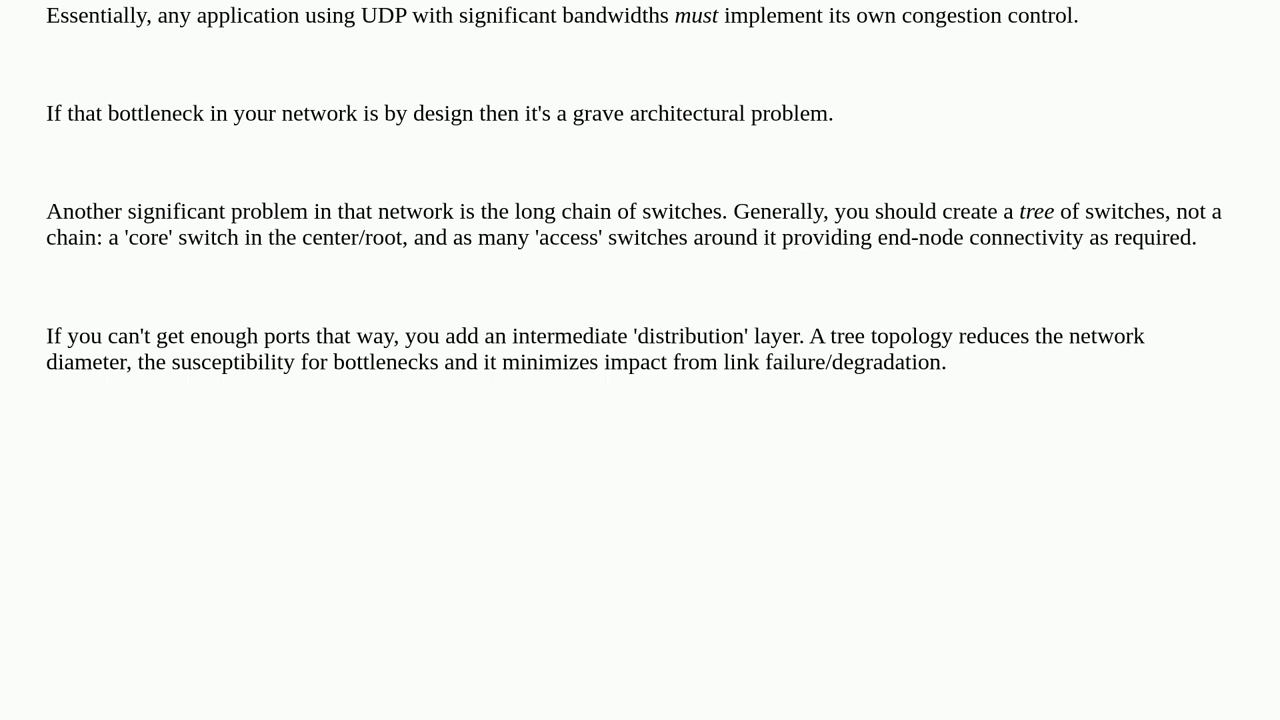 Essentially, any application using UDP with significant bandwidths must implement its own congestion control.
If that bottleneck in your network is by design then it's a grave architectural problem.
Another significant problem in that network is the long chain of switches. Generally, you should create a tree of switches, not a
chain: a 'core' switch in the center/root, and as many 'access' switches around it providing end-node connectivity as required.
If you can't get enough ports that way, you add an intermediate 'distribution' layer. A tree topology reduces the network
diameter, the susceptibility for bottlenecks and it minimizes impact from link failure/degradation.